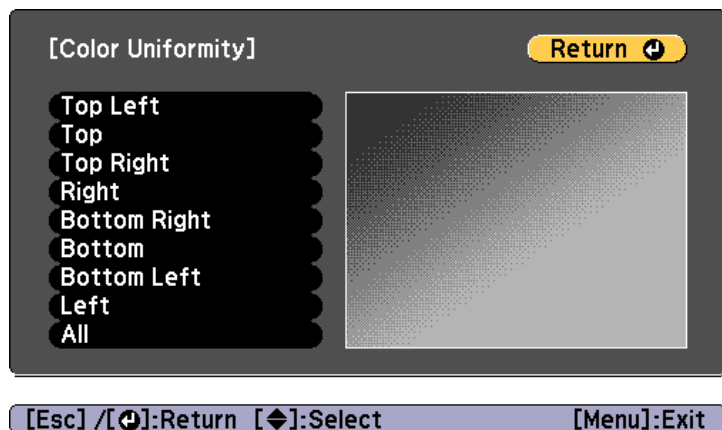 [Color Uniformity]
Return
Top Left
Top
Top Right
Right
Bottom Right
Bottom
Bottom Left
Left
All
[Esc] /[⏎]:Return [◆]:Select [Menu]:Exit